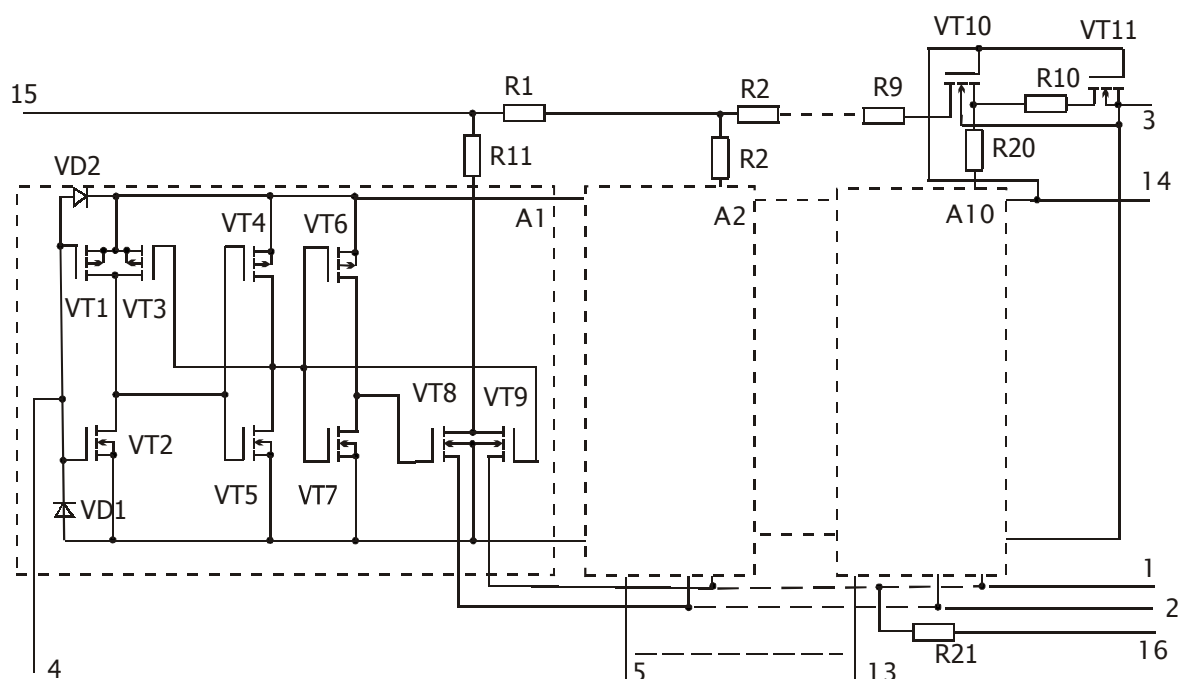 VT10 VT11
15 R1 R2 R9 R10
3
R11 R2 R20
VD2 14
VT4 VT6 A1 A2 A10
VT1 VT3
VT8 VT9
VT2
VT5 VT7
VD1
1
2
R21 16
4 5 13